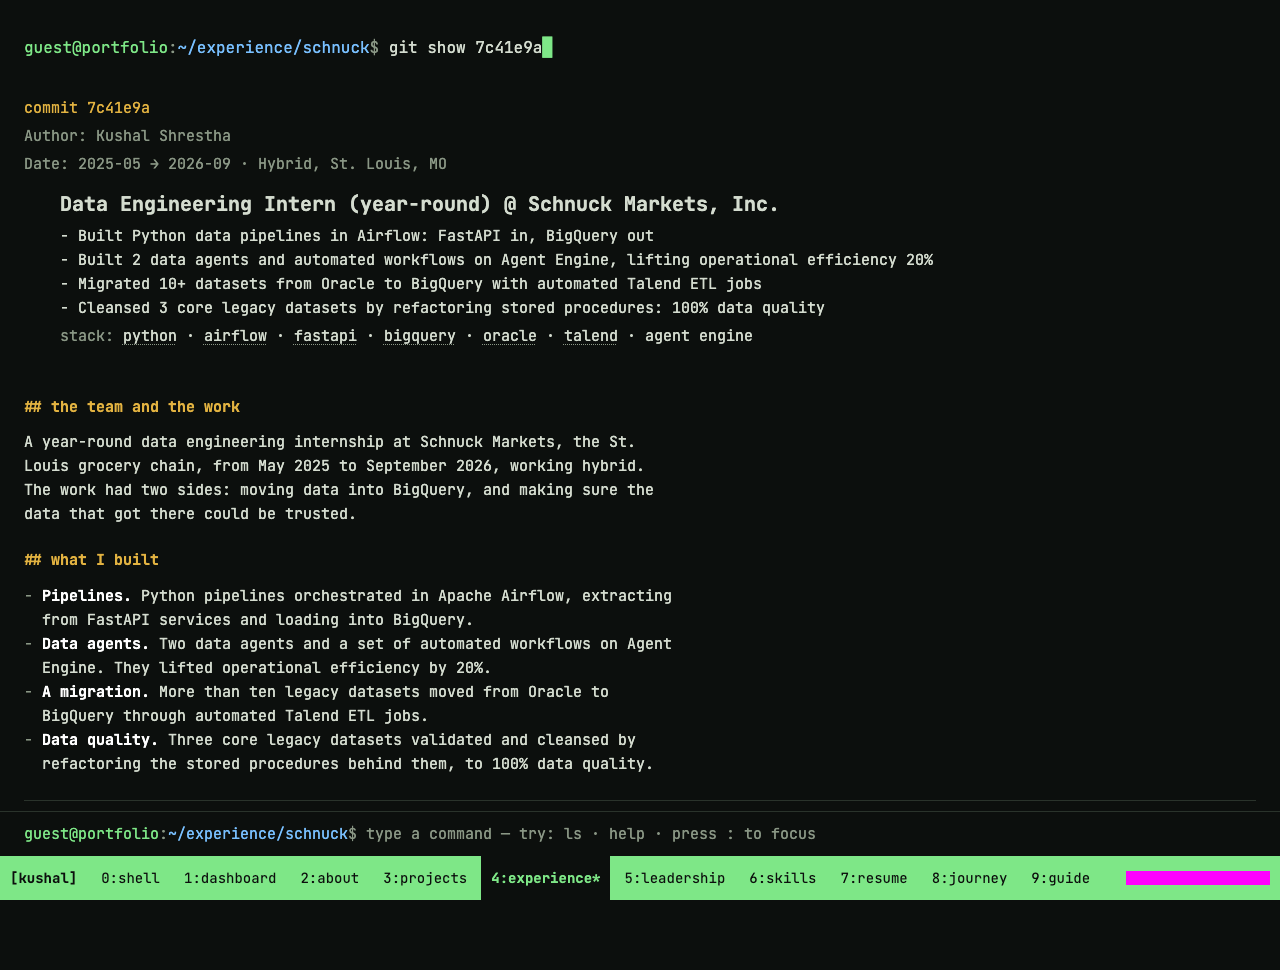 guest@portfolio:~/experience/schnuck$ git show 7c41e9a
commit 7c41e9a
Author: Kushal Shrestha
Date: 2025-05 → 2026-09 · Hybrid, St. Louis, MO
Data Engineering Intern (year-round) @ Schnuck Markets, Inc.
- Built Python data pipelines in Airflow: FastAPI in, BigQuery out
- Built 2 data agents and automated workflows on Agent Engine, lifting operational efficiency 20%
- Migrated 10+ datasets from Oracle to BigQuery with automated Talend ETL jobs
- Cleansed 3 core legacy datasets by refactoring stored procedures: 100% data quality
stack: python · airflow · fastapi · bigquery · oracle · talend · agent engine
## the team and the work
A year-round data engineering internship at Schnuck Markets, the St.
Louis grocery chain, from May 2025 to September 2026, working hybrid.
The work had two sides: moving data into BigQuery, and making sure the
data that got there could be trusted.
## what I built
- Pipelines. Python pipelines orchestrated in Apache Airflow, extracting
from FastAPI services and loading into BigQuery.
- Data agents. Two data agents and a set of automated workflows on Agent
Engine. They lifted operational efficiency by 20%.
- A migration. More than ten legacy datasets moved from Oracle to
BigQuery through automated Talend ETL jobs.
- Data quality. Three core legacy datasets validated and cleansed by
refactoring the stored procedures behind them, to 100% data quality.
guest@portfolio:~/experience/schnuck$ type a command — try: ls · help · press : to focus
[kushal] 0:shell 1:dashboard 2:about 3:projects 4:experience* 5:leadership 6:skills 7:resume 8:journey 9:guide